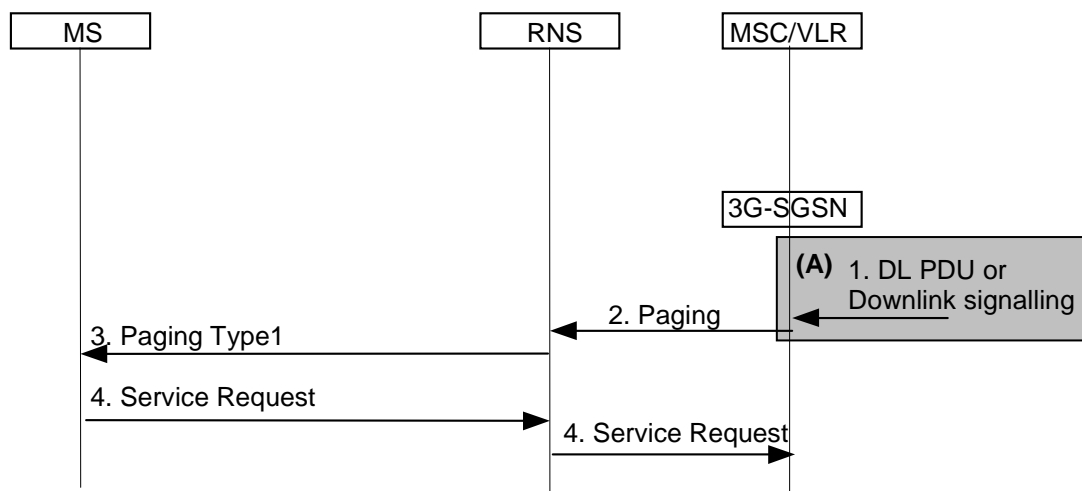 MS
RNS
MSC/VLR
3G-SGSN
(A)
1. DL PDU or
Downlink signalling
2. Paging
3. Paging Type1
4. Service Request
4. Service Request